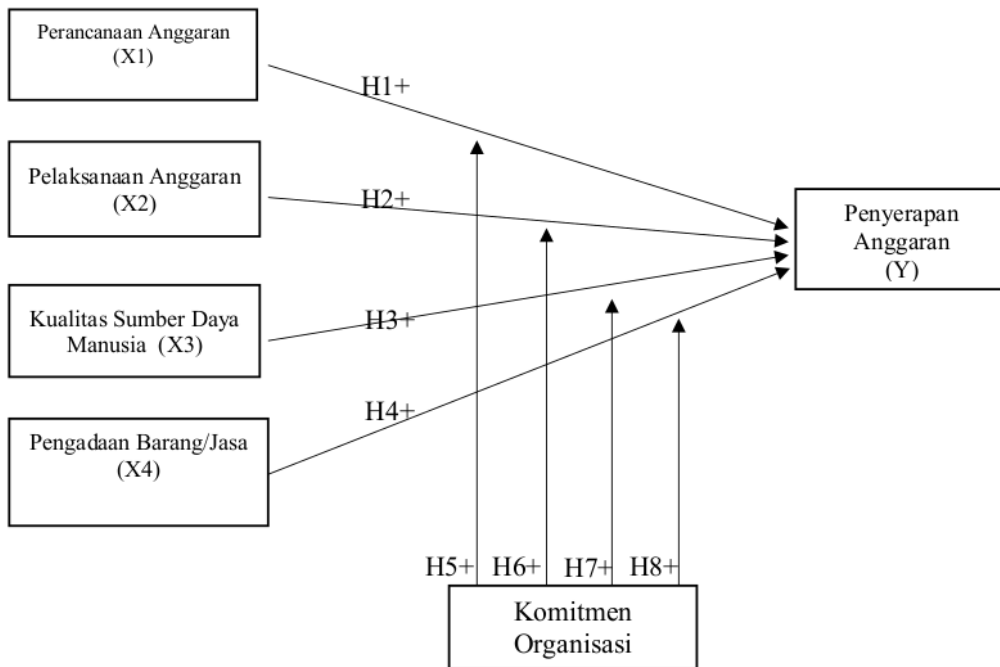 Perancanaan Anggaran
(X1)
H1+
Pelaksanaan Anggaran
(X2)
H2+
Penyerapan
Anggaran
(Y)
Kualitas Sumber Daya
Manusia (X3)
H3+
H4+
Pengadaan Barang/Jasa
(X4)
H5+
H6+
H7+
H8+
Komitmen
Organisasi